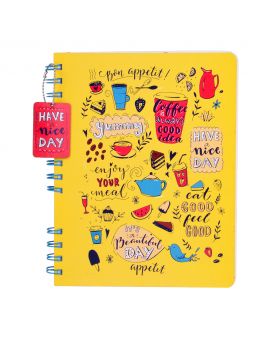 bon appetit!
HAVE
a
nice
DAY
yummy
Coffee
is
ALWAYS
A
GOOD
idea
HAVE
a
nice
DAY
enjoy
YOUR
meal
eat
GOOD
feel
GOOD
it's
a
Beautiful
DAY
appetit